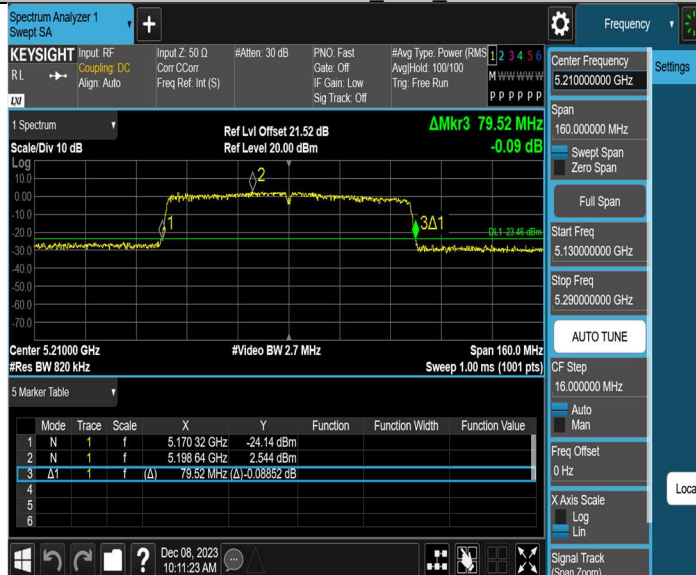 Spectrum Analyzer 1
Swept SA
+
Frequency
KEYSIGHT
RL
LXI
Input: RF
Coupling: DC
Align: Auto
Input Z: 50 Ω
Corr CCorr
Freq Ref: Int (S)
#Atten: 30 dB
PNO: Fast
Gate: Off
IF Gain: Low
Sig Track: Off
#Avg Type: Power (RMS
Avg|Hold: 100/100
Trig: Free Run
1 2 3 4 5 6
M W W W W W
P P P P P P
1 Spectrum
Scale/Div 10 dB
Ref Lvl Offset 21.52 dB
Ref Level 20.00 dBm
ΔMkr3 79.52 MHz
-0.09 dB
Log
10.0
0.00
-10.0
-20.0
-30.0
-40.0
-50.0
-60.0
-70.0
2
1
3Δ1
DL1 -23.46 dBm
Center 5.21000 GHz
#Video BW 2.7 MHz
Span 160.0 MHz
#Res BW 820 kHz
Sweep 1.00 ms (1001 pts)
5 Marker Table
Mode Trace Scale X Y Function Function Width Function Value
1 N 1 f 5.170 32 GHz -24.14 dBm
2 N 1 f 5.198 64 GHz 2.544 dBm
3 Δ1 1 f (Δ) 79.52 MHz (Δ) -0.08852 dB
4
5
6
?
Dec 08, 2023
10:11:23 AM
Center Frequency
5.210000000 GHz
Span
160.000000 MHz
Swept Span
Zero Span
Full Span
Start Freq
5.130000000 GHz
Stop Freq
5.290000000 GHz
AUTO TUNE
CF Step
16.000000 MHz
Auto
Man
Freq Offset
0 Hz
X Axis Scale
Log
Lin
Signal Track
(Span Zoom)
Settings
Loca